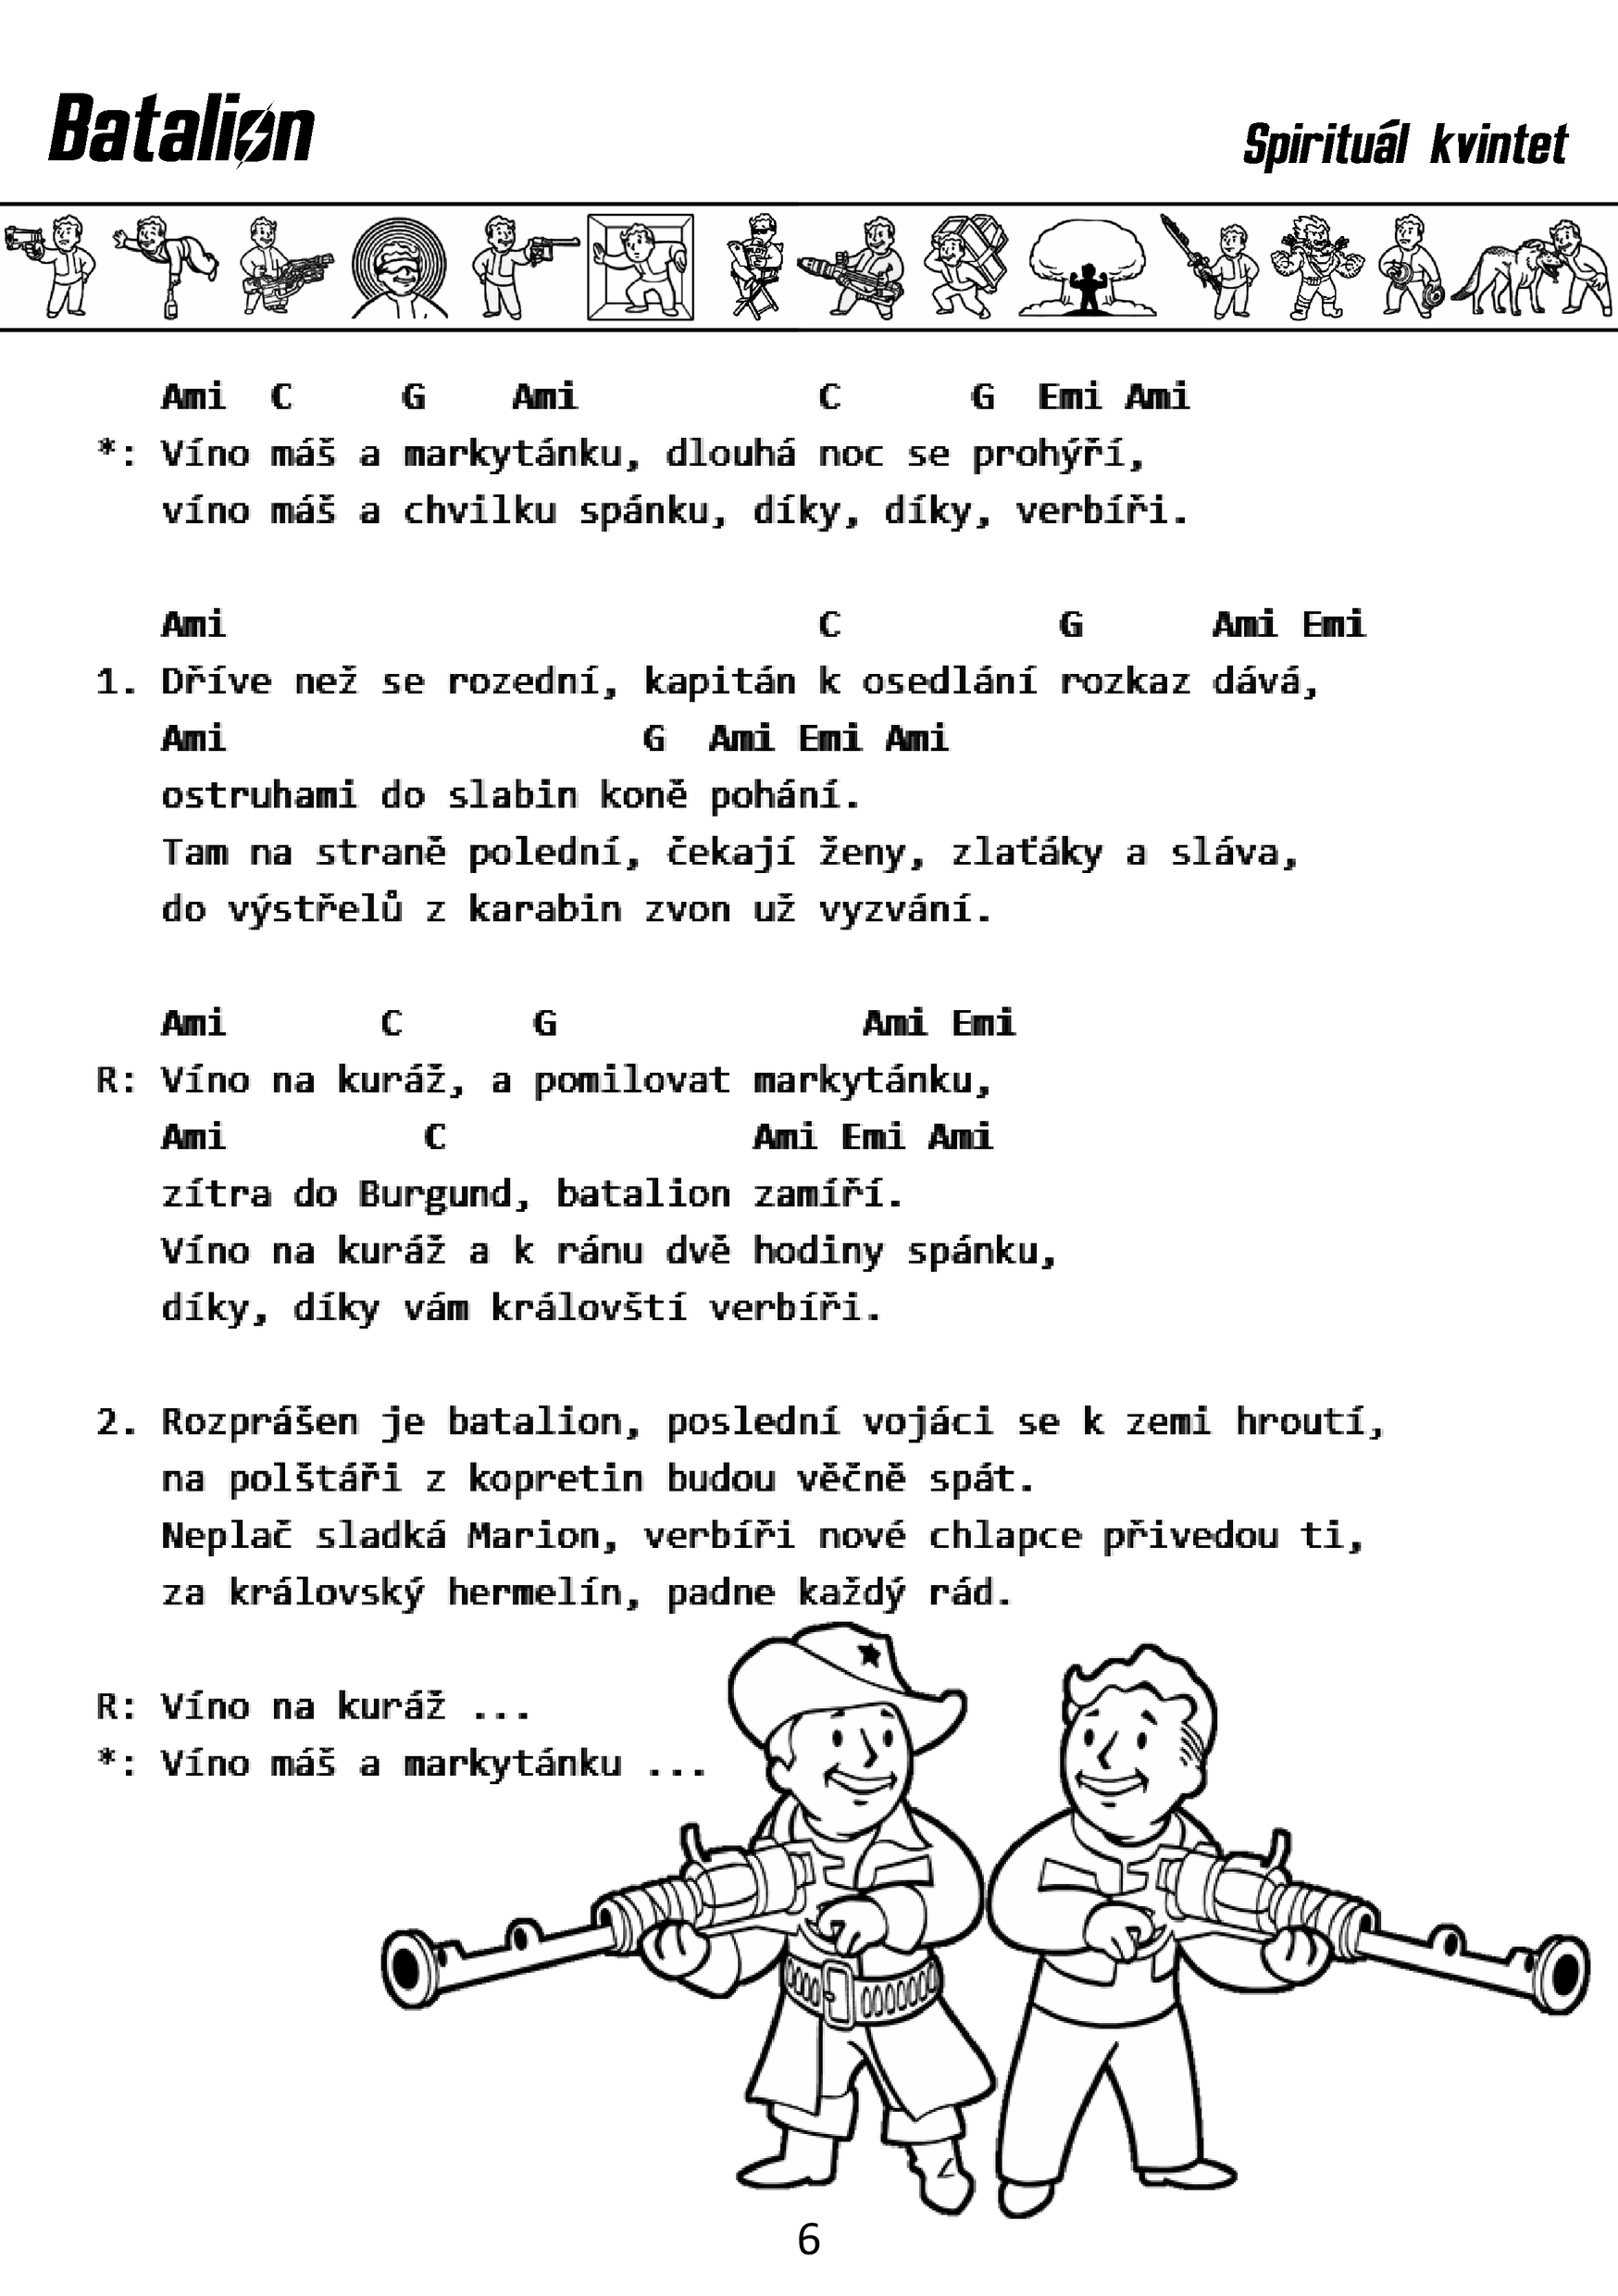 Batalion
Spirituál kvintet
Ami C G Ami C G Emi Ami
*: Víno máš a markytánku, dlouhá noc se prohýří,
víno máš a chvilku spánku, díky, díky, verbíři.
Ami C G Ami Emi
1. Dříve než se rozední, kapitán k osedlání rozkaz dává,
Ami G Ami Emi Ami
ostruhami do slabin koně pohání.
Tam na straně polední, čekají ženy, zlaťáky a sláva,
do výstřelů z karabin zvon už vyzvání.
Ami C G Ami Emi
R: Víno na kuráž, a pomilovat markytánku,
Ami C Ami Emi Ami
zítra do Burgund, batalion zamíří.
Víno na kuráž a k ránu dvě hodiny spánku,
díky, díky vám královští verbíři.
2. Rozprášen je batalion, poslední vojáci se k zemi hroutí,
na polštáři z kopretin budou věčně spát.
Neplač sladká Marion, verbíři nové chlapce přivedou ti,
za královský hermelín, padne každý rád.
R: Víno na kuráž ...
*: Víno máš a markytánku ...
6